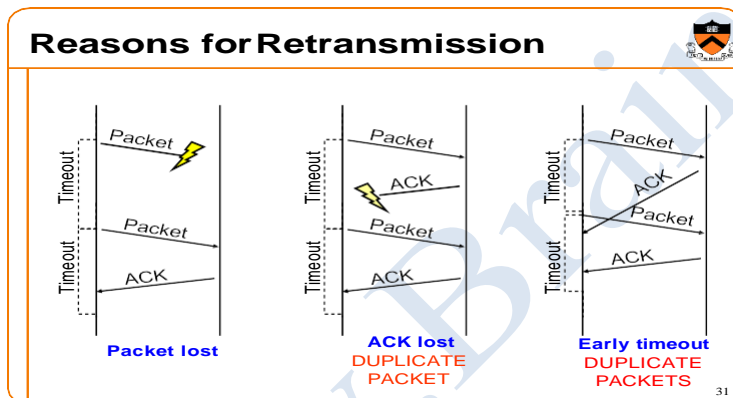 Reasons for Retransmission
Timeout
Packet
Timeout
Packet
ACK
Packet lost
Timeout
Packet
ACK
Timeout
Packet
ACK
ACK lost
DUPLICATE
PACKET
Timeout
Packet
ACK
Timeout
Packet
ACK
Early timeout
DUPLICATE
PACKETS
31